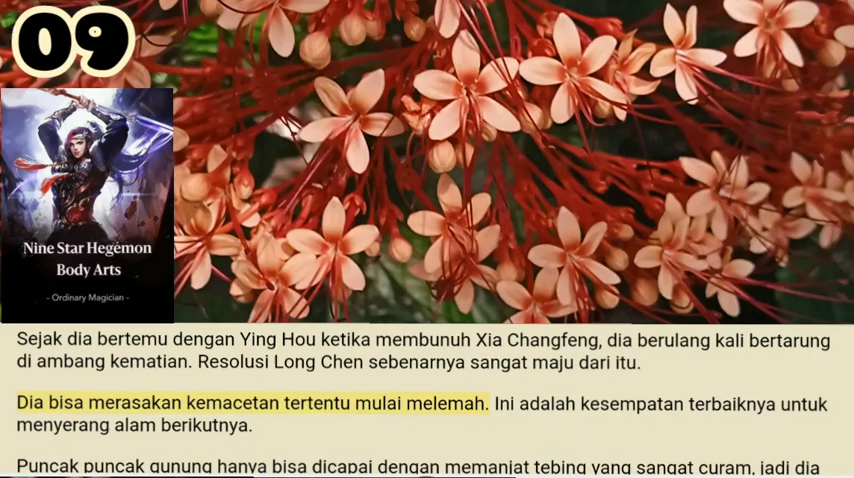 09
Nine Star Hegemon
Body Arts
- Ordinary Magician -
Sejak dia bertemu dengan Ying Hou ketika membunuh Xia Changfeng, dia berulang kali bertarung
di ambang kematian. Resolusi Long Chen sebenarnya sangat maju dari itu.
Dia bisa merasakan kemacetan tertentu mulai melemah. Ini adalah kesempatan terbaiknya untuk
menyerang alam berikutnya.
Puncak puncak gunung hanya bisa dicapai dengan memanjat tebing yang sangat curam, jadi dia